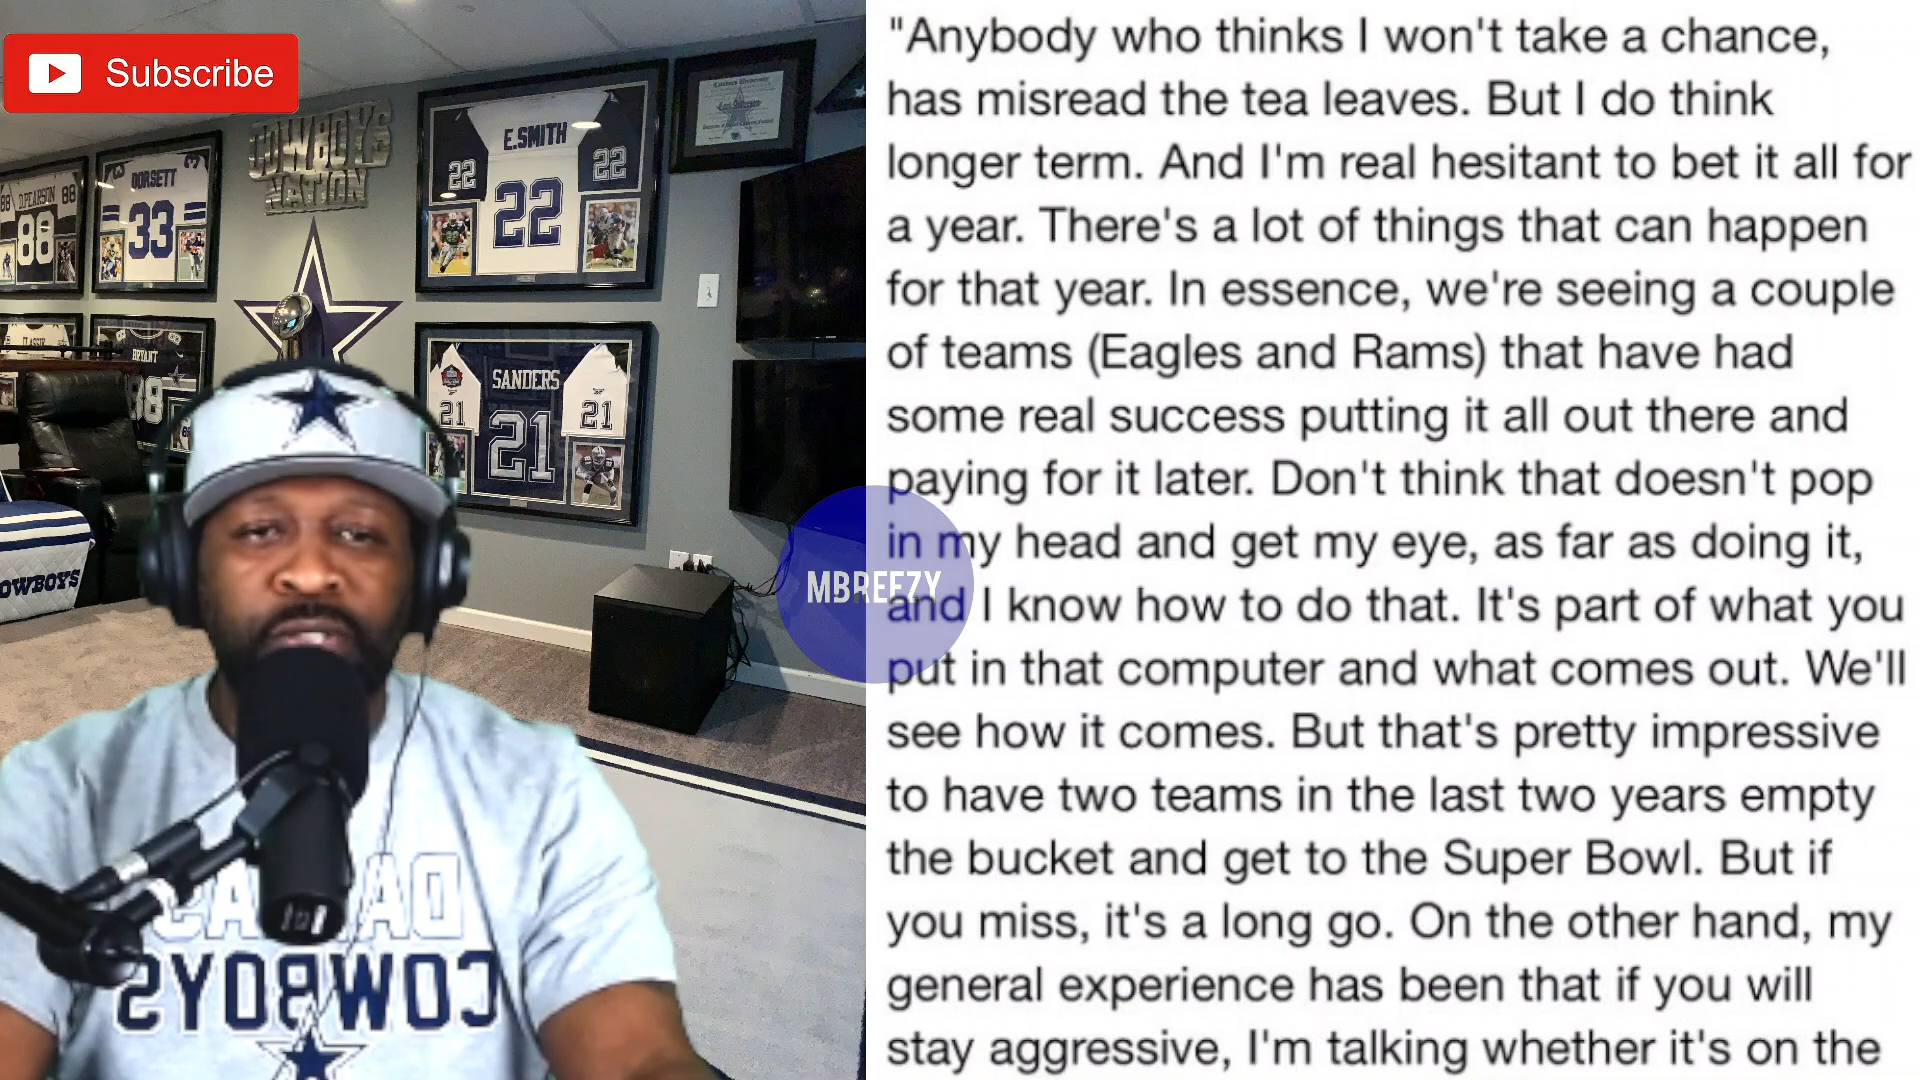 Subscribe
COWBOYS
NATION
D.PEARSON
88
88
88
DORSETT
33
E.SMITH
22
22
22
BRYANT
88
SANDERS
21
21
21
COWBOYS
MBREEZY
DALLAS
COWBOYS
"Anybody who thinks I won't take a chance,
has misread the tea leaves. But I do think
longer term. And I'm real hesitant to bet it all for
a year. There's a lot of things that can happen
for that year. In essence, we're seeing a couple
of teams (Eagles and Rams) that have had
some real success putting it all out there and
paying for it later. Don't think that doesn't pop
in my head and get my eye, as far as doing it,
and I know how to do that. It's part of what you
put in that computer and what comes out. We'll
see how it comes. But that's pretty impressive
to have two teams in the last two years empty
the bucket and get to the Super Bowl. But if
you miss, it's a long go. On the other hand, my
general experience has been that if you will
stay aggressive, I'm talking whether it's on the